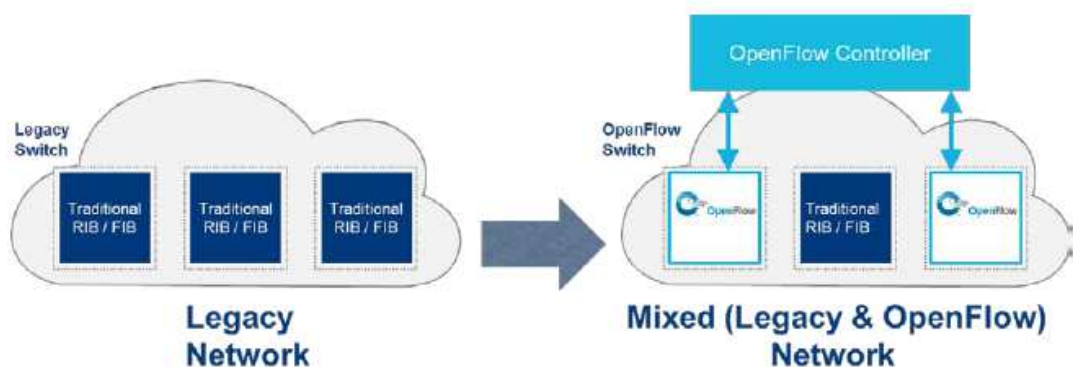 Legacy
Switch
Traditional
RIB / FIB
Traditional
RIB / FIB
Traditional
RIB / FIB
Legacy
Network
OpenFlow Controller
OpenFlow
Switch
OpenFlow
Traditional
RIB / FIB
OpenFlow
Mixed (Legacy & OpenFlow)
Network